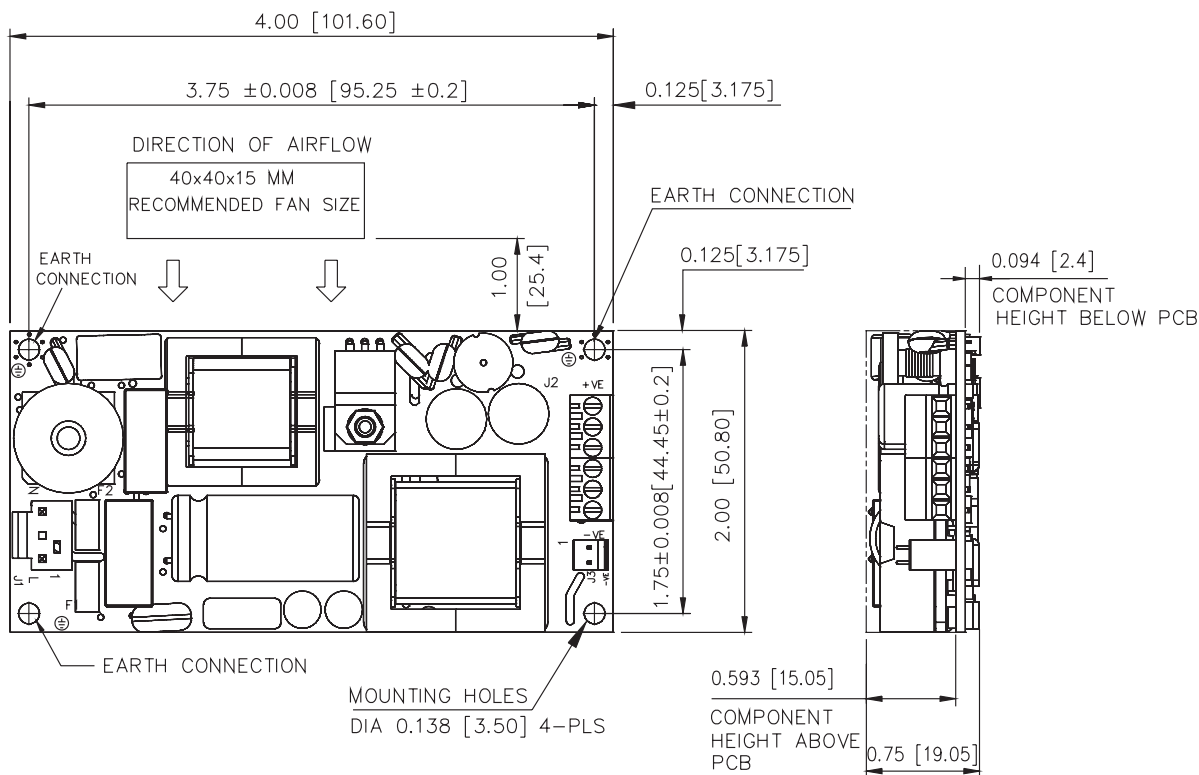 4.00 [101.60]
3.75 ±0.008 [95.25 ±0.2]
0.125[3.175]
DIRECTION OF AIRFLOW
40x40x15 MM
RECOMMENDED FAN SIZE
EARTH CONNECTION
EARTH
CONNECTION
1.00
[25.4]
0.125[3.175]
0.094 [2.4]
COMPONENT
HEIGHT BELOW PCB
J2
+VE
N
F2
1.75±0.008[44.45±0.2]
2.00 [50.80]
1
-VE
J3
-VE
J1
L
1
F1
EARTH CONNECTION
MOUNTING HOLES
DIA 0.138 [3.50] 4-PLS
0.593 [15.05]
COMPONENT
HEIGHT ABOVE
PCB
0.75 [19.05]